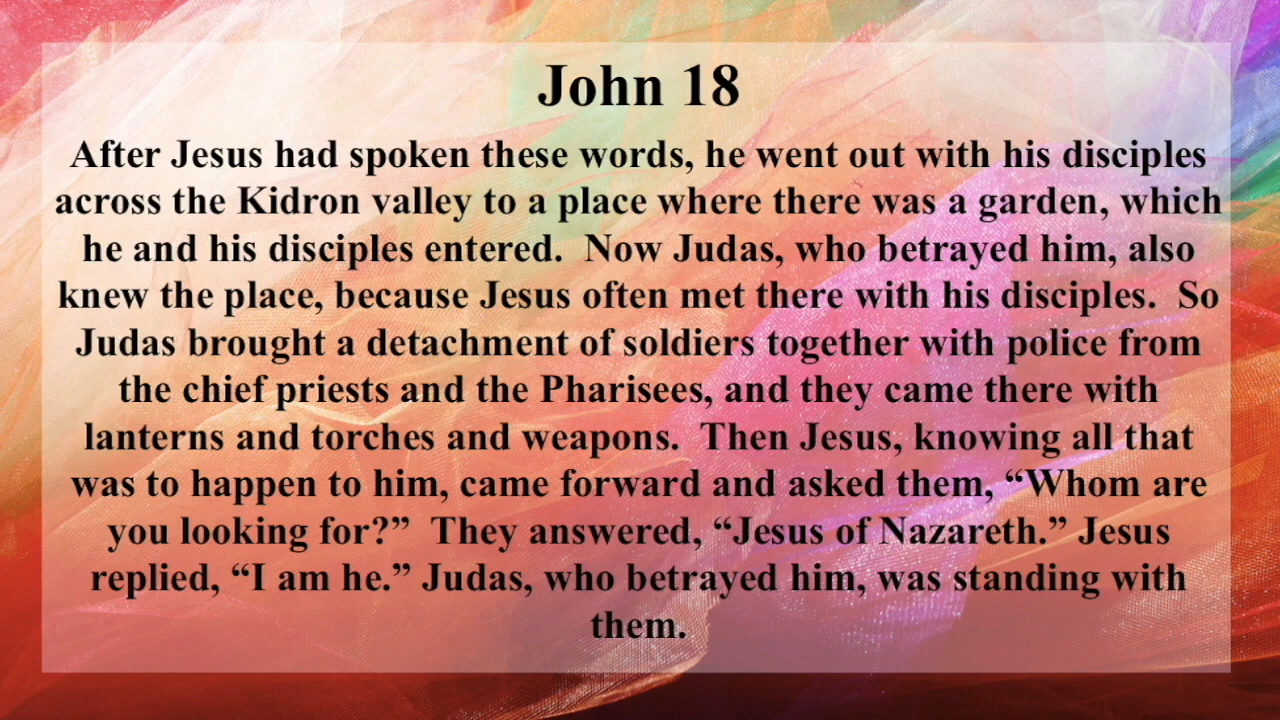 John 18
After Jesus had spoken these words, he went out with his disciples
across the Kidron valley to a place where there was a garden, which
he and his disciples entered.  Now Judas, who betrayed him, also
knew the place, because Jesus often met there with his disciples.  So
Judas brought a detachment of soldiers together with police from
the chief priests and the Pharisees, and they came there with
lanterns and torches and weapons.  Then Jesus, knowing all that
was to happen to him, came forward and asked them, “Whom are
you looking for?”  They answered, “Jesus of Nazareth.” Jesus
replied, “I am he.” Judas, who betrayed him, was standing with
them.